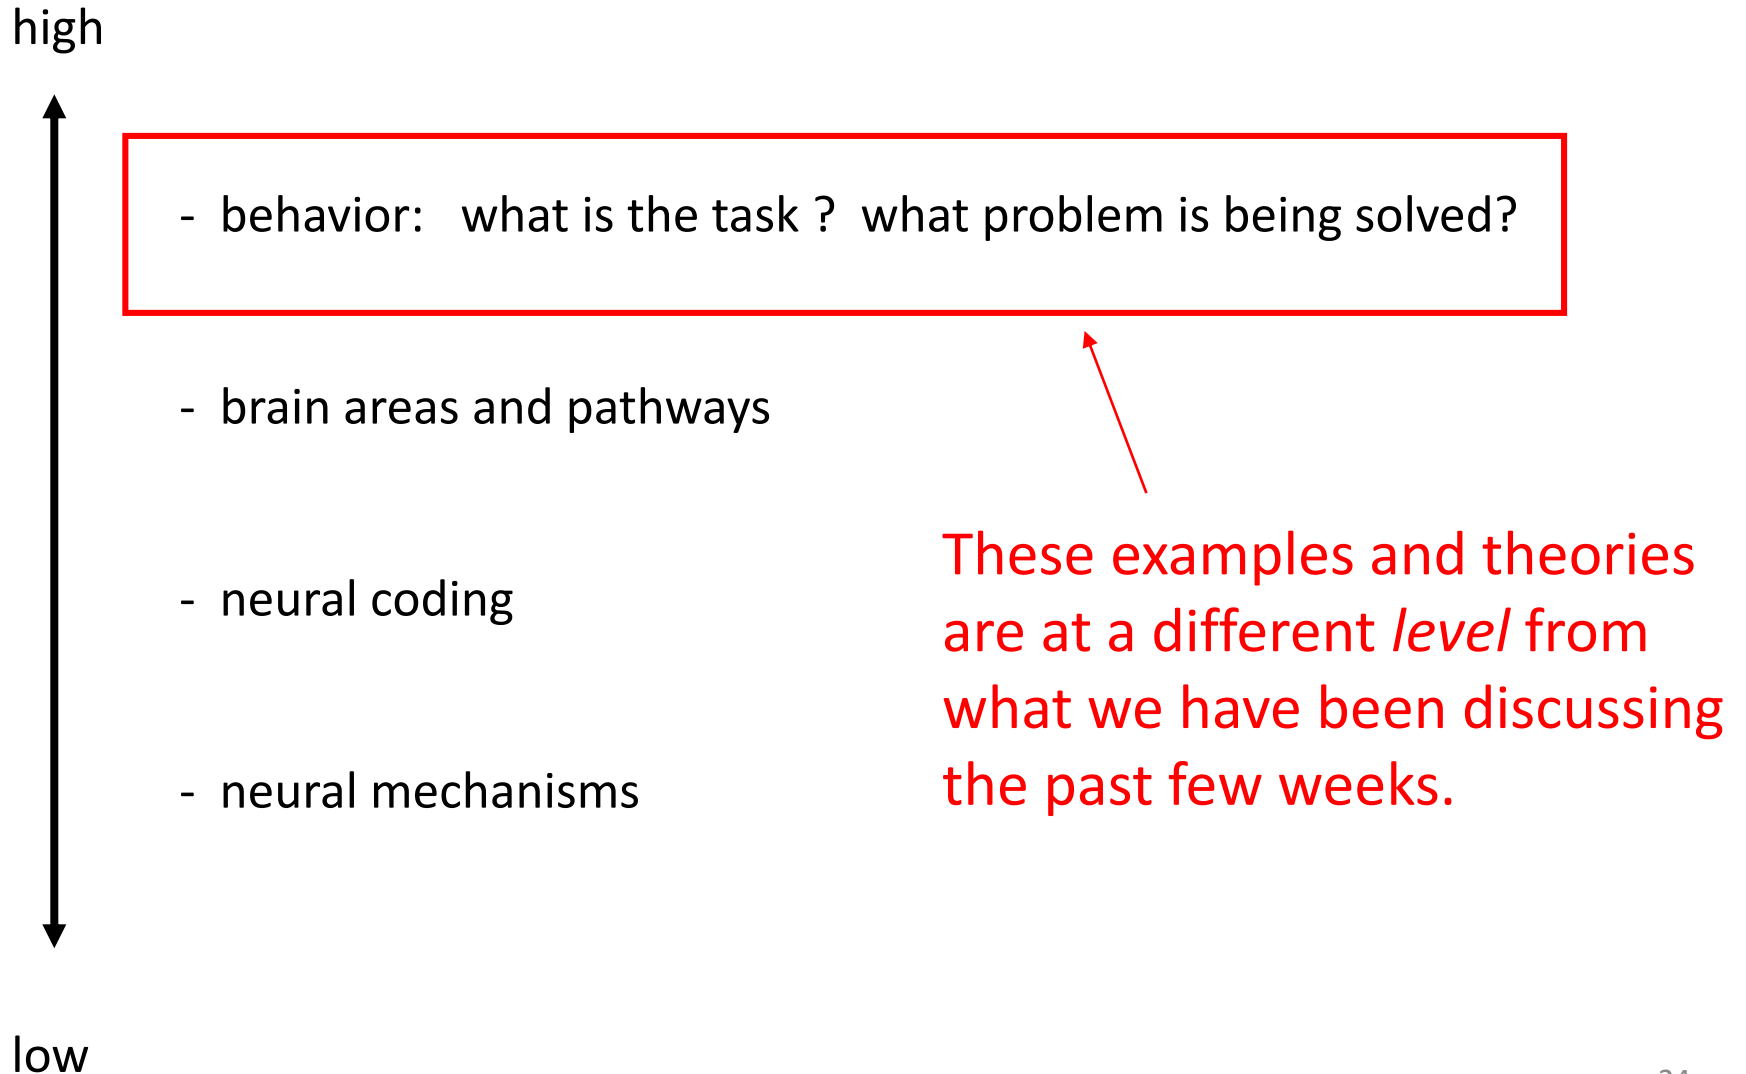 high
- behavior: what is the task ? what problem is being solved?
- brain areas and pathways
- neural coding
- neural mechanisms
These examples and theories
are at a different level from
what we have been discussing
the past few weeks.
low